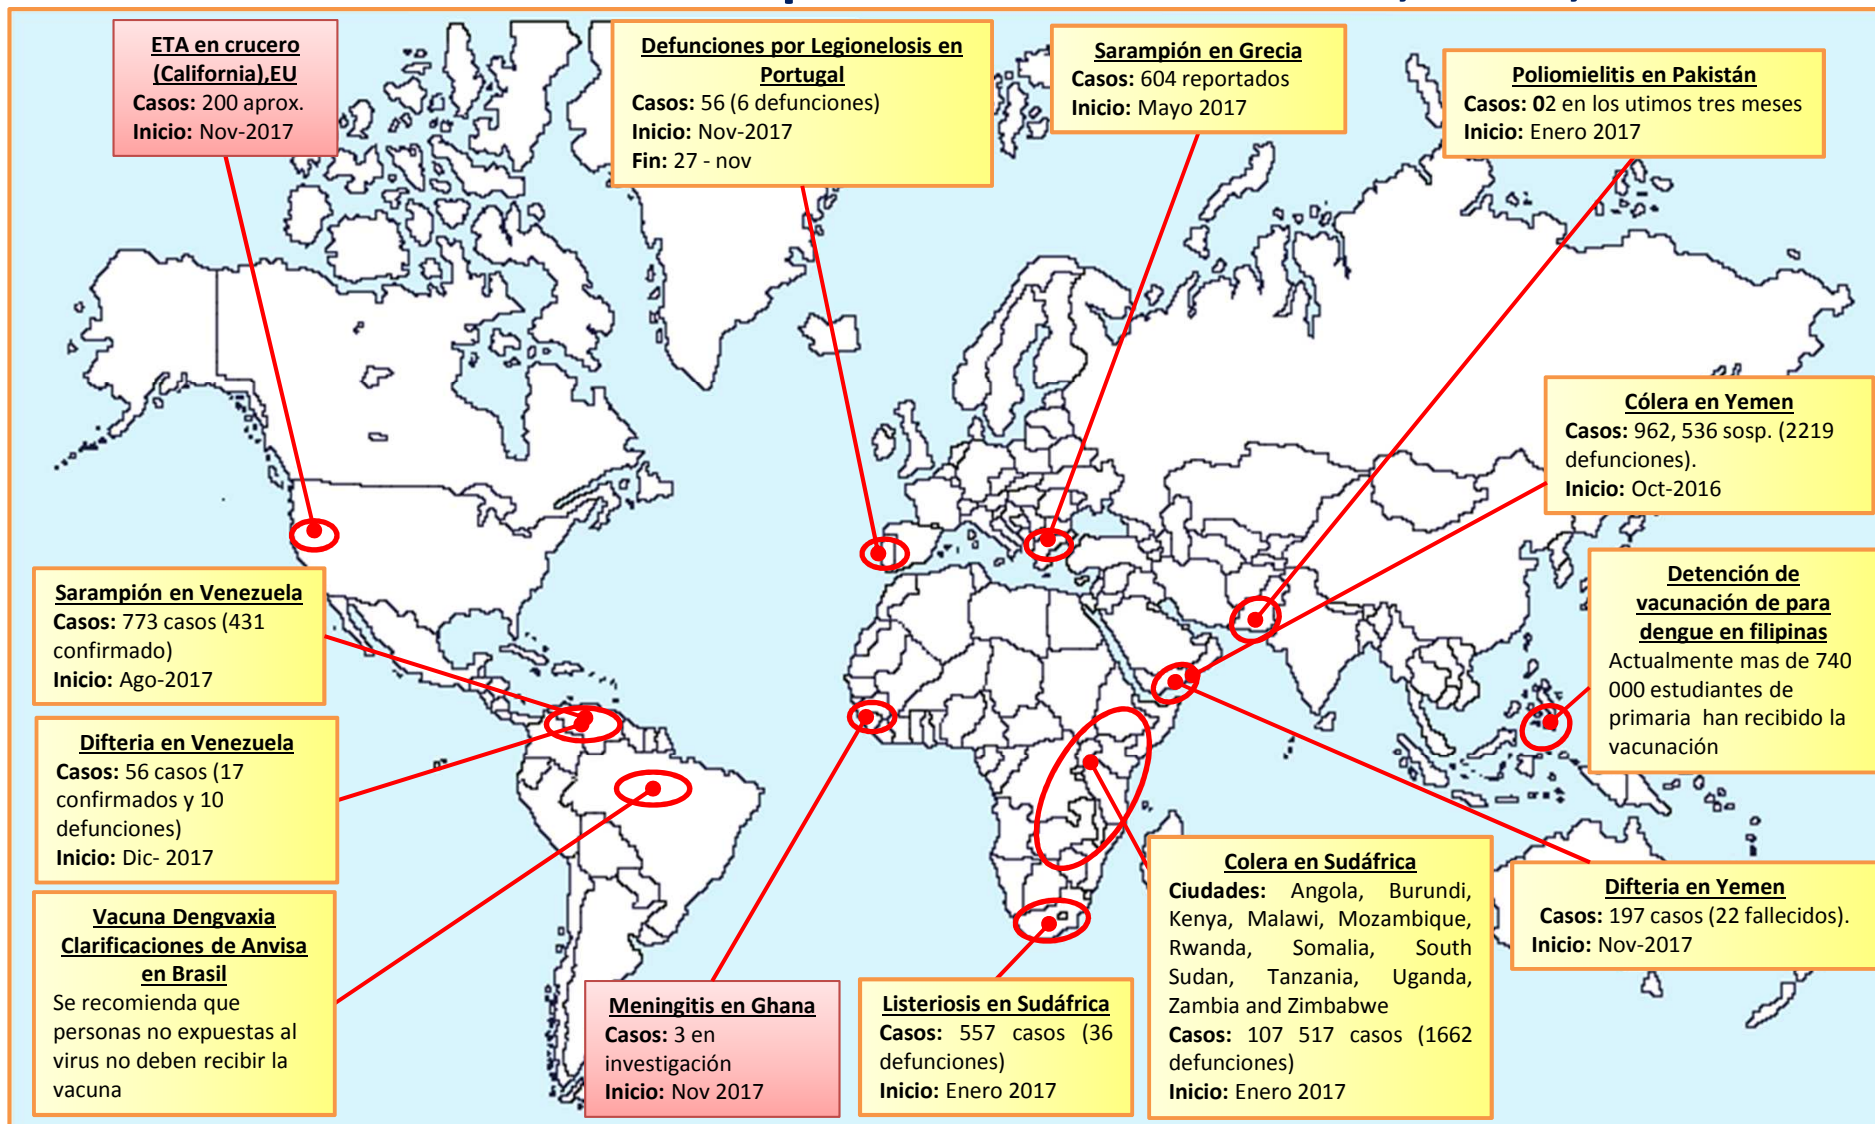 ETA en crucero
(California),EU
Casos: 200 aprox.
Inicio: Nov-2017
Defunciones por Legionelosis en
Portugal
Casos: 56 (6 defunciones)
Inicio: Nov-2017
Fin: 27 - nov
Sarampión en Grecia
Casos: 604 reportados
Inicio: Mayo 2017
Poliomielitis en Pakistán
Casos: 02 en los utimos tres meses
Inicio: Enero 2017
Cólera en Yemen
Casos: 962, 536 sosp. (2219
defunciones).
Inicio: Oct-2016
Sarampión en Venezuela
Casos: 773 casos (431
confirmado)
Inicio: Ago-2017
Detención de
vacunación de para
dengue en filipinas
Actualmente mas de 740
000 estudiantes de
primaria han recibido la
vacunación
Difteria en Venezuela
Casos: 56 casos (17
confirmados y 10
defunciones)
Inicio: Dic- 2017
Vacuna Dengvaxia
Clarificaciones de Anvisa
en Brasil
Se recomienda que
personas no expuestas al
virus no deben recibir la
vacuna
Meningitis en Ghana
Casos: 3 en
investigación
Inicio: Nov 2017
Listeriosis en Sudáfrica
Casos: 557 casos (36
defunciones)
Inicio: Enero 2017
Colera en Sudáfrica
Ciudades: Angola, Burundi,
Kenya, Malawi, Mozambique,
Rwanda, Somalia, South
Sudan, Tanzania, Uganda,
Zambia and Zimbabwe
Casos: 107 517 casos (1662
defunciones)
Inicio: Enero 2017
Difteria en Yemen
Casos: 197 casos (22 fallecidos).
Inicio: Nov-2017